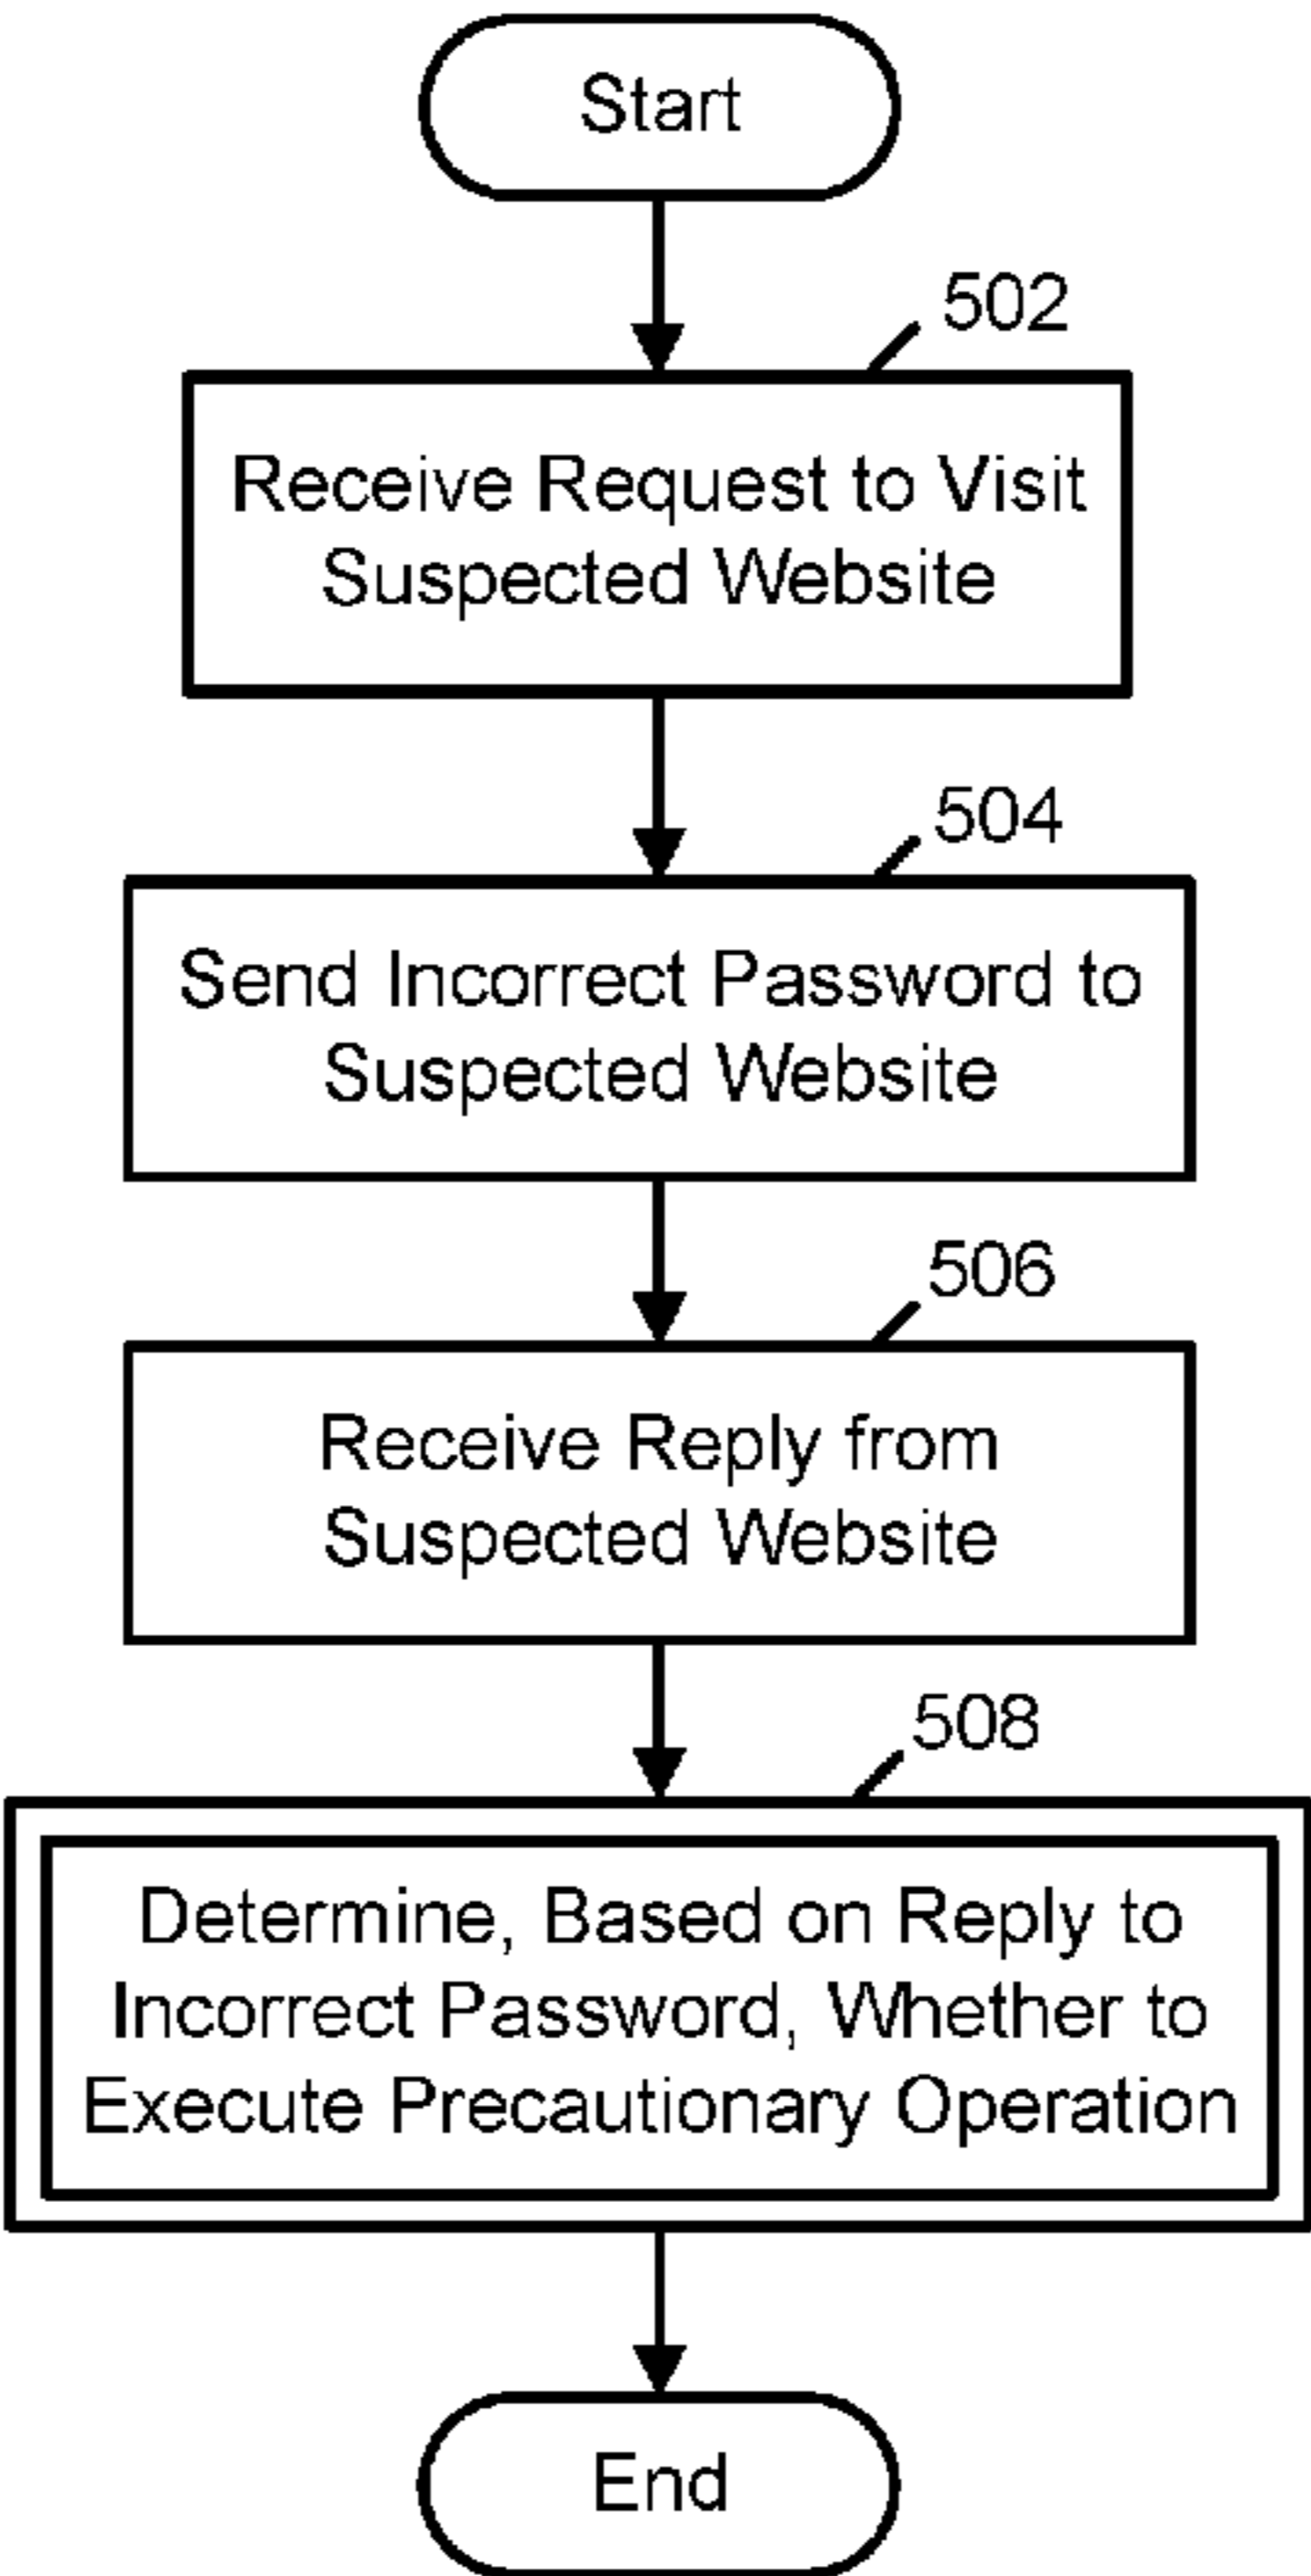 Start
502
Receive Request to Visit
Suspected Website
504
Send Incorrect Password to
Suspected Website
506
Receive Reply from
Suspected Website
508
Determine, Based on Reply to
Incorrect Password, Whether to
Execute Precautionary Operation
End